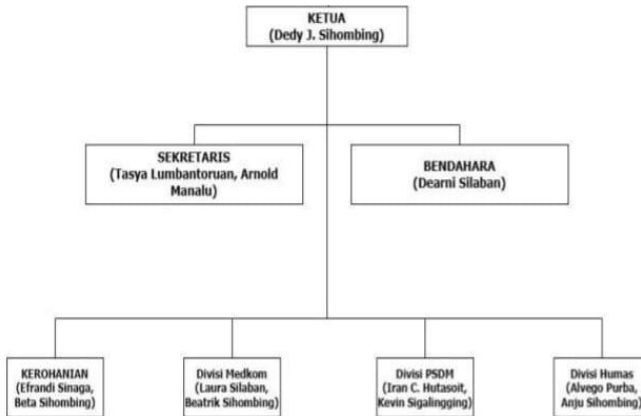 KETUA
(Dedy J. Sihombing)
SEKRETARIS
(Tasya Lumbantoruan, Arnold
Manalu)
BENDAHARA
(Dearni Silaban)
KEROHANIAN
(Efrandi Sinaga,
Beta Sihombing)
Divisi Medkom
(Laura Silaban,
Beatrik Sihombing)
Divisi PSDM
(Iran C. Hutasoit,
Kevin Sigalingging)
Divisi Humas
(Alvego Purba,
Anju Sihombing)